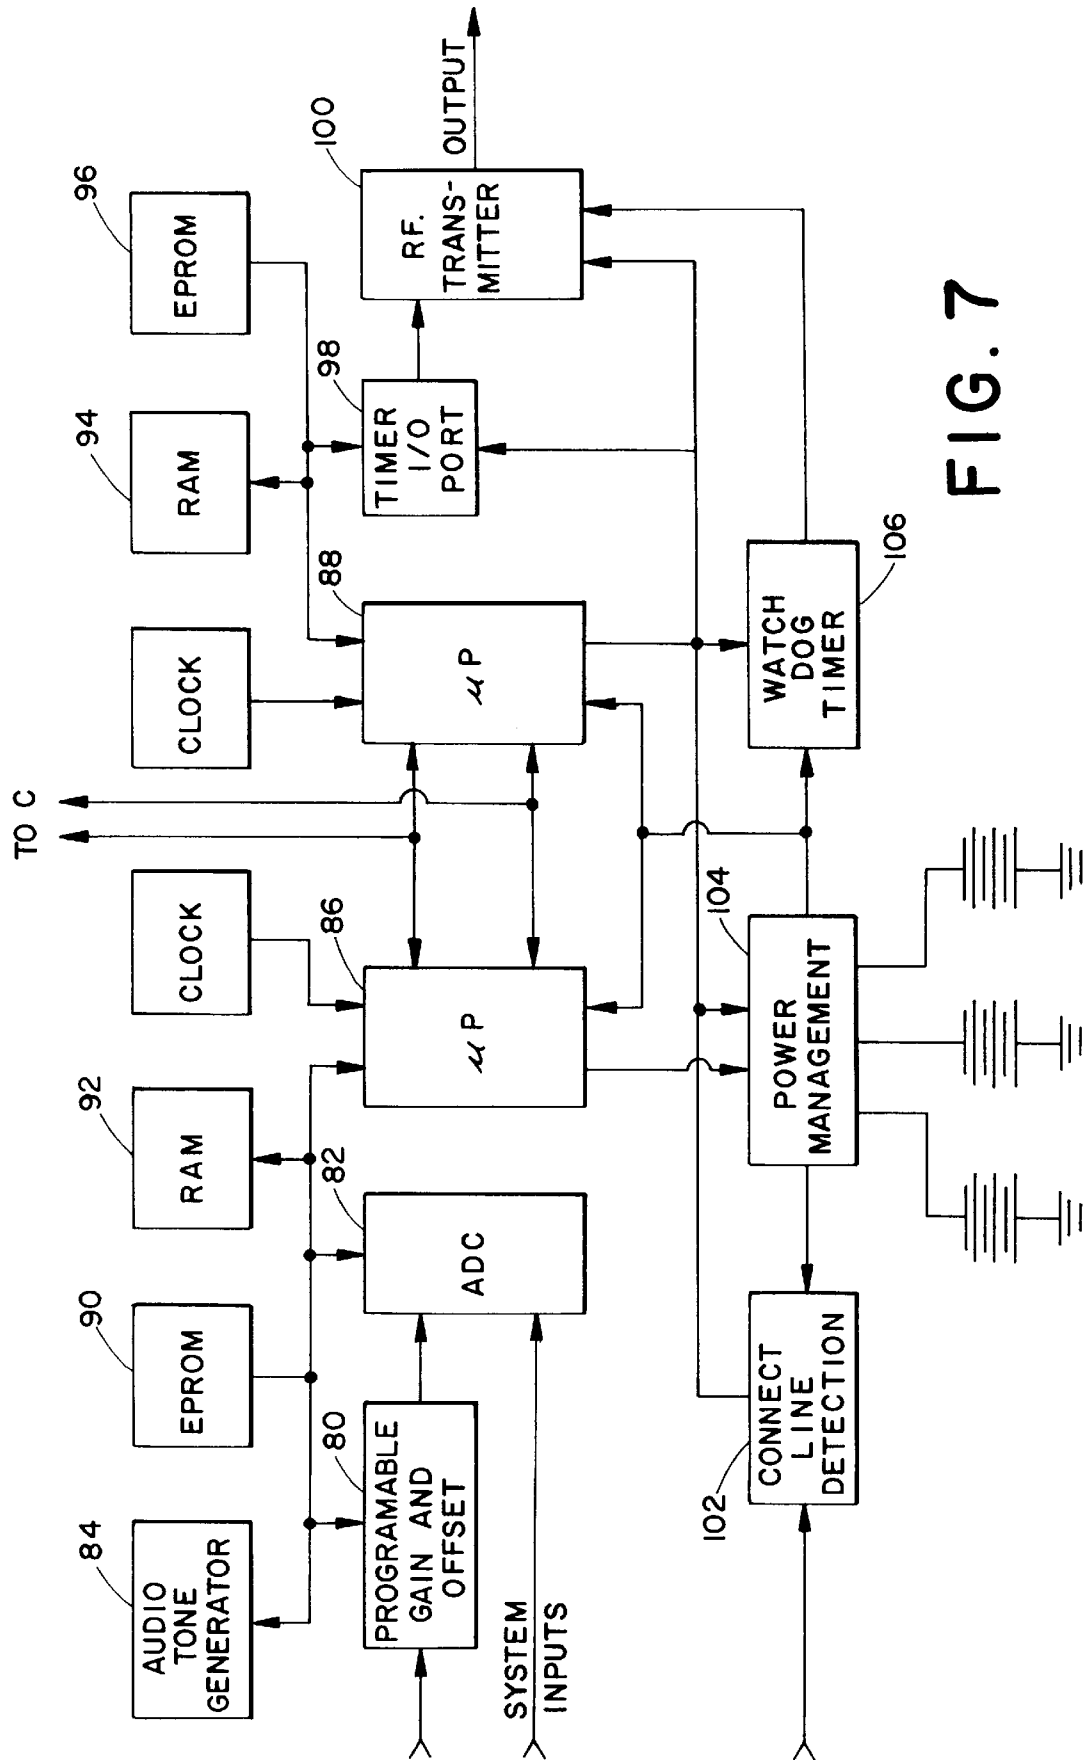 TO C
84
90
92
94
96
AUDIO
TONE
GENERATOR
EPROM
RAM
CLOCK
CLOCK
RAM
EPROM
80
82
86
88
98
100
PROGRAMABLE
GAIN AND
OFFSET
ADC
μP
μP
TIMER
I/O
PORT
RF.
TRANS-
MITTER
OUTPUT
SYSTEM
INPUTS
102
104
CONNECT
LINE
DETECTION
POWER
MANAGEMENT
WATCH
DOG
TIMER
106
FIG. 7